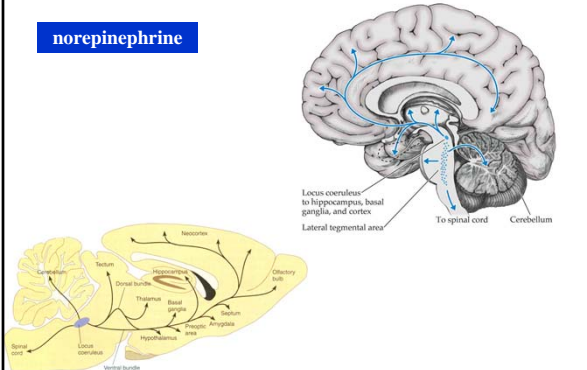 norepinephrine
Locus coeruleus
to hippocampus, basal
ganglia, and cortex
Lateral tegmental area
To spinal cord
Cerebellum
Neocortex
Cerebellum
Tectum
Dorsal bundle
Hippocampus
Olfactory
bulb
Thalamus
Basal
ganglia
Septum
Amygdala
Preoptic
area
Hypothalamus
Spinal
cord
Locus
coeruleus
Ventral bundle